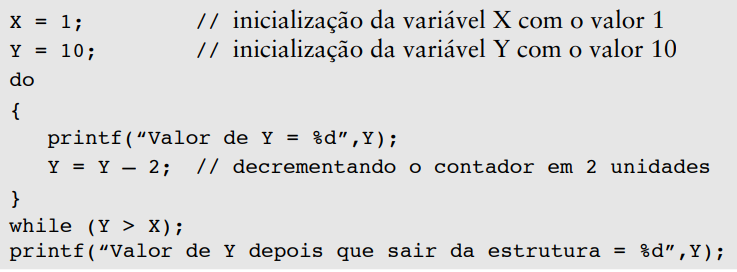 X = 1; // inicialização da variável X com o valor 1
Y = 10; // inicialização da variável Y com o valor 10
do
{
printf(“Valor de Y = %d”,Y);
Y = Y – 2; // decrementando o contador em 2 unidades
}
while (Y > X);
printf(“Valor de Y depois que sair da estrutura = %d”,Y);